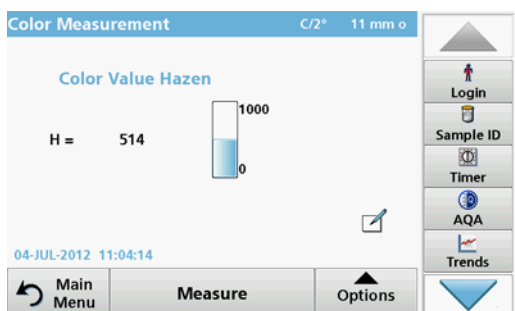 Color Measurement C/2° 11 mm o
Color Value Hazen
1000
H = 514
0
04-JUL-2012 11:04:14
Main
Menu
Measure
Options
Login
Sample ID
Timer
AQA
Trends